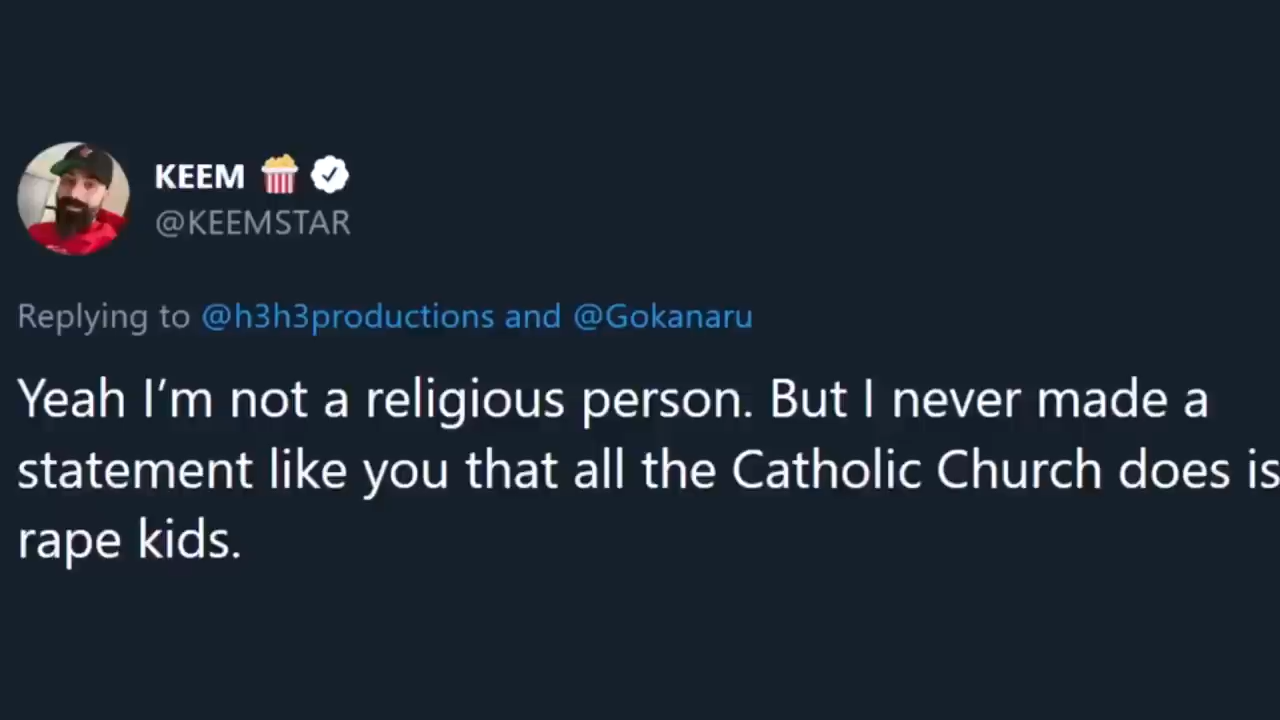 KEEM 🍿
@KEEMSTAR
Replying to @h3h3productions and @Gokanaru
Yeah I’m not a religious person. But I never made a
statement like you that all the Catholic Church does is
rape kids.